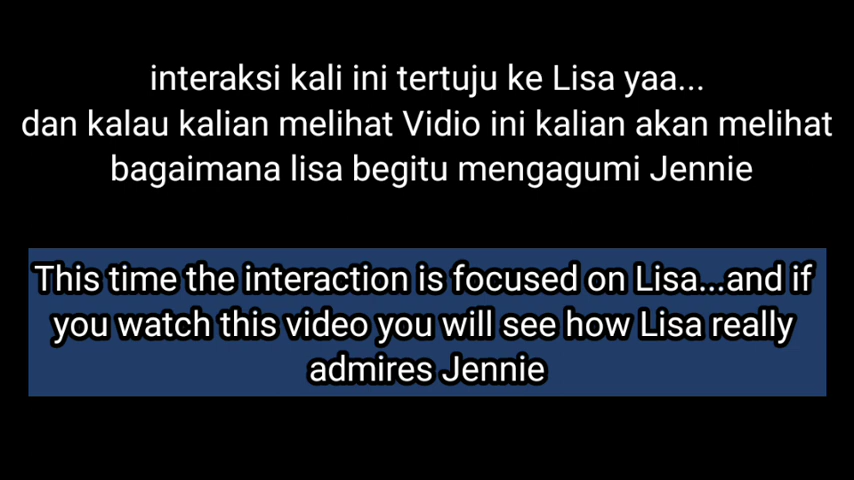 interaksi kali ini tertuju ke Lisa yaa...
dan kalau kalian melihat Vidio ini kalian akan melihat
bagaimana lisa begitu mengagumi Jennie
This time the interaction is focused on Lisa...and if
you watch this video you will see how Lisa really
admires Jennie